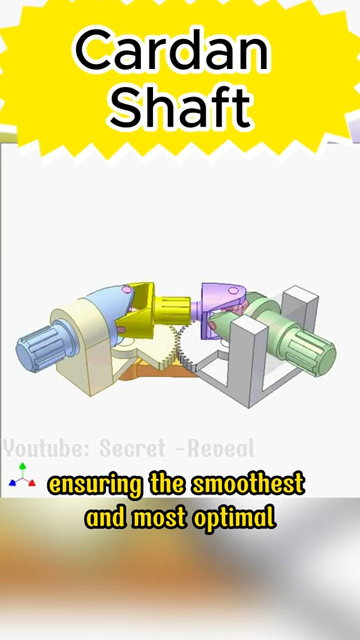 Cardan
Shaft
Youtube: Secret -Reveal
ensuring the smoothest
and most optimal